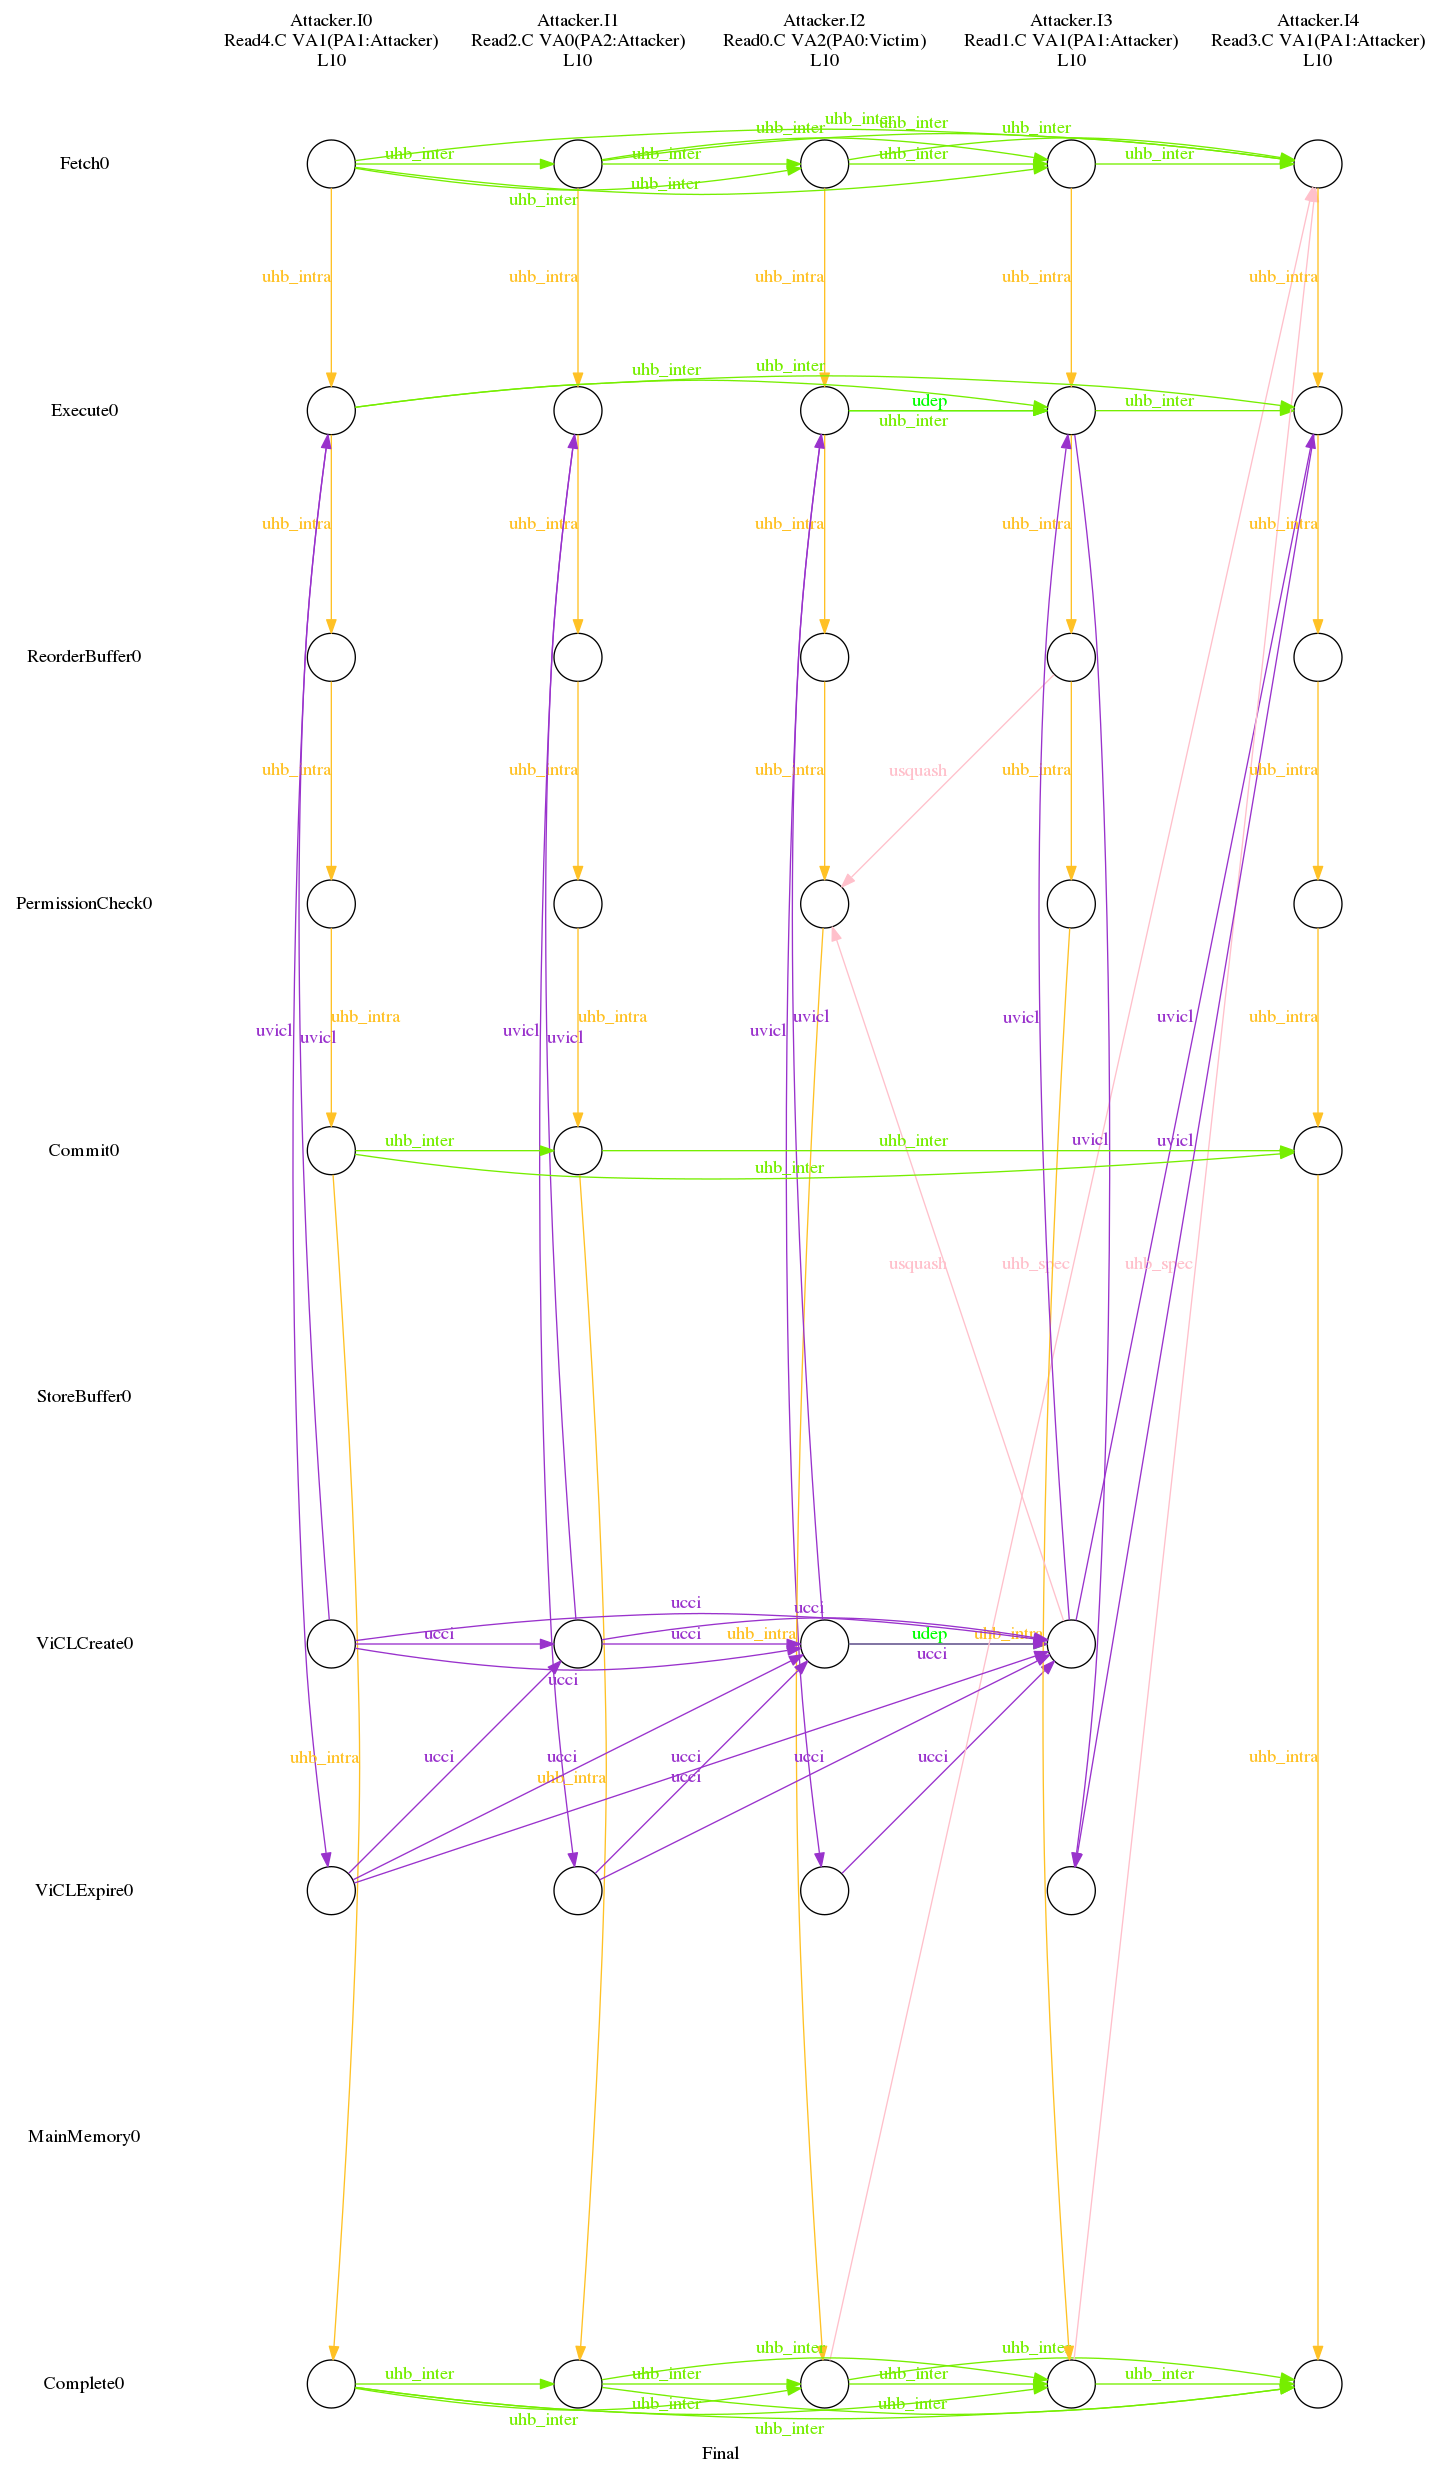 Attacker.I0 Attacker.I1 Attacker.I2 Attacker.I3 Attacker.I4
Read4.C VA1(PA1:Attacker) Read2.C VA0(PA2:Attacker) Read0.C VA2(PA0:Victim) Read1.C VA1(PA1:Attacker) Read3.C VA1(PA1:Attacker)
L10 L10 L10 L10 L10
uhb_inter
uhb_inter uhb_inter uhb_inter
uhb_inter uhb_inter uhb_inter uhb_inter
Fetch0
uhb_inter
uhb_inter
uhb_intra uhb_intra uhb_intra uhb_intra uhb_intra
uhb_inter uhb_inter
udep uhb_inter
Execute0
uhb_inter
uhb_intra uhb_intra uhb_intra uhb_intra uhb_intra
ReorderBuffer0
uhb_intra uhb_intra uhb_intra usquash uhb_intra uhb_intra
PermissionCheck0
uhb_intra uhb_intra uvicl uvicl uvicl uhb_intra
uvicl uvicl uvicl
uvicl uvicl
uhb_inter uhb_inter uvicl uvicl
Commit0
uhb_inter
usquash uhb_spec uhb_spec
StoreBuffer0
ucci ucci
ucci ucci uhb_intra udep uhb_intra
ViCLCreate0
ucci
ucci
uhb_intra ucci ucci ucci ucci ucci uhb_intra
uhb_intra ucci
ViCLExpire0
MainMemory0
uhb_inter uhb_inter
uhb_inter uhb_inter uhb_inter uhb_inter
Complete0
uhb_inter uhb_inter
uhb_inter
uhb_inter
Final